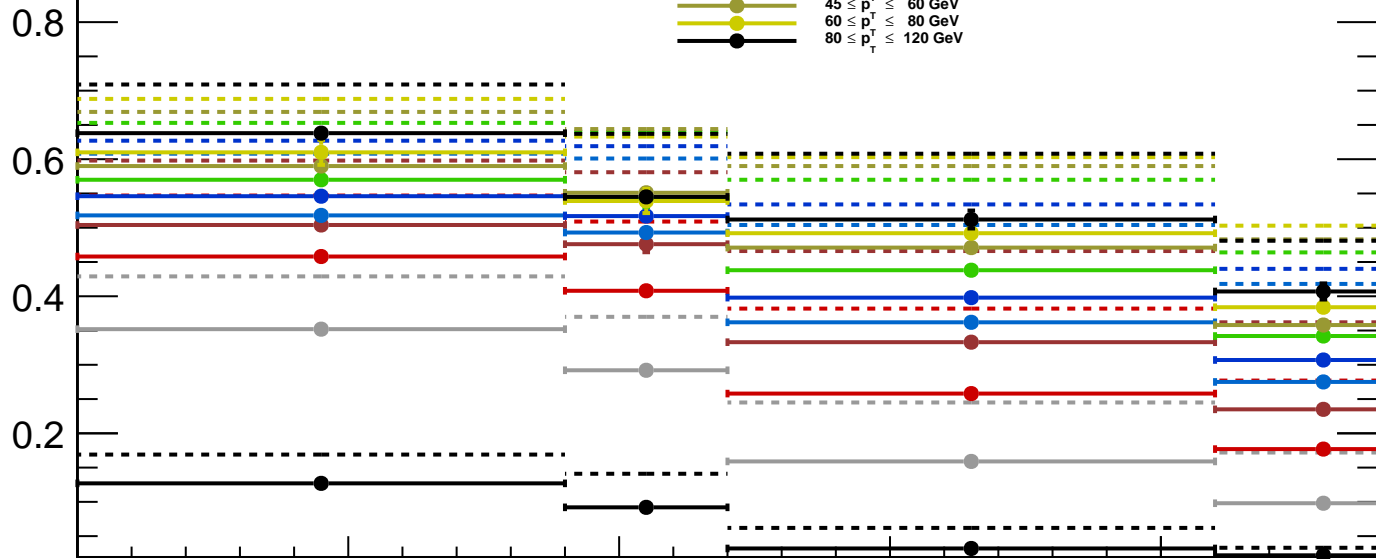 45 ≤ p_T ≤ 60 GeV
0.8
60 ≤ p_T^T ≤ 80 GeV
80 ≤ p_T^T ≤ 120 GeV
0.6
0.4
0.2